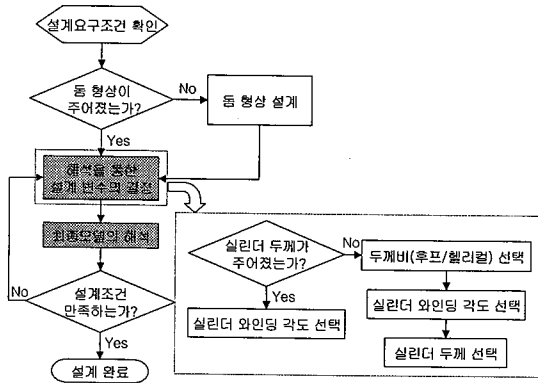 설계요구조건 확인
돔 형상이
주어졌는가?
No
돔 형상 설계
Yes
해석을 통한
설계 변수의 결정
최종모델의 해석
설계조건
만족하는가?
No
Yes
설계 완료
실린더 두께가
주어졌는가?
No
두께비(후프/헬리컬) 선택
Yes
실린더 와인딩 각도 선택
실린더 와인딩 각도 선택
실린더 두께 선택